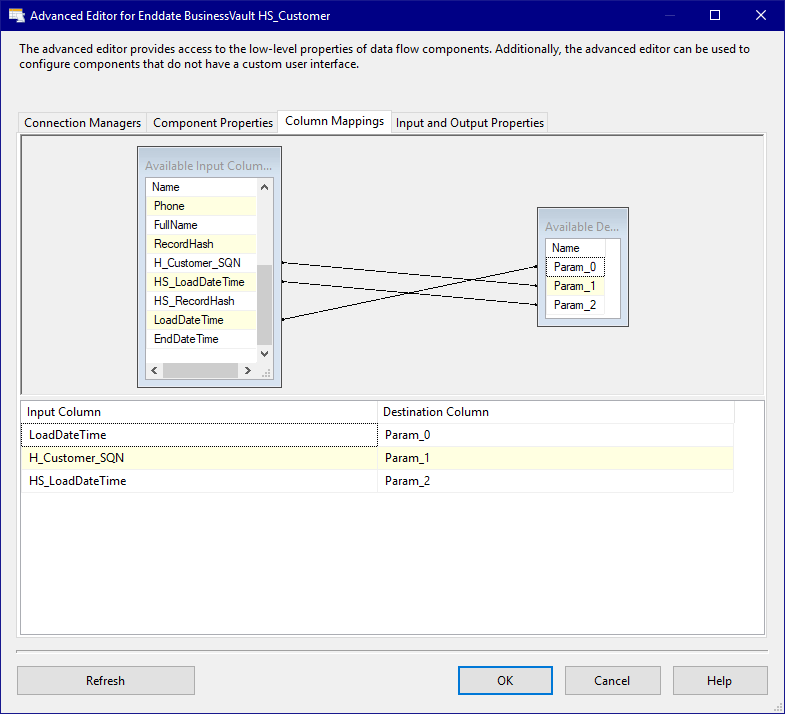 Advanced Editor for Enddate BusinessVault HS_Customer
The advanced editor provides access to the low-level properties of data flow components. Additionally, the advanced editor can be used to
configure components that do not have a custom user interface.
Connection Managers Component Properties Column Mappings Input and Output Properties
Available Input Colum...
Name
Phone
FullName
RecordHash
H_Customer_SQN
HS_LoadDateTime
HS_RecordHash
LoadDateTime
EndDateTime
Available De...
Name
Param_0
Param_1
Param_2
Input Column Destination Column
LoadDateTime Param_0
H_Customer_SQN Param_1
HS_LoadDateTime Param_2
Refresh OK Cancel Help